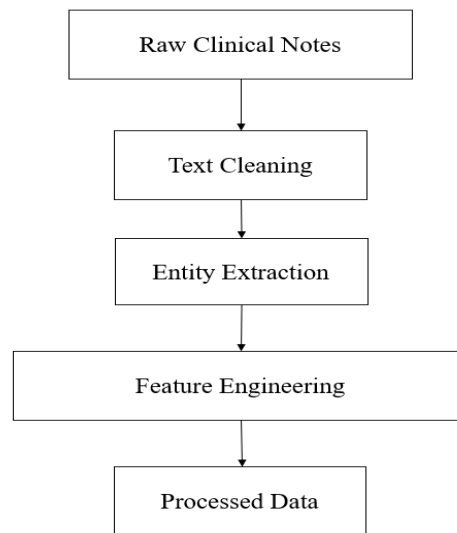 Raw Clinical Notes
Text Cleaning
Entity Extraction
Feature Engineering
Processed Data